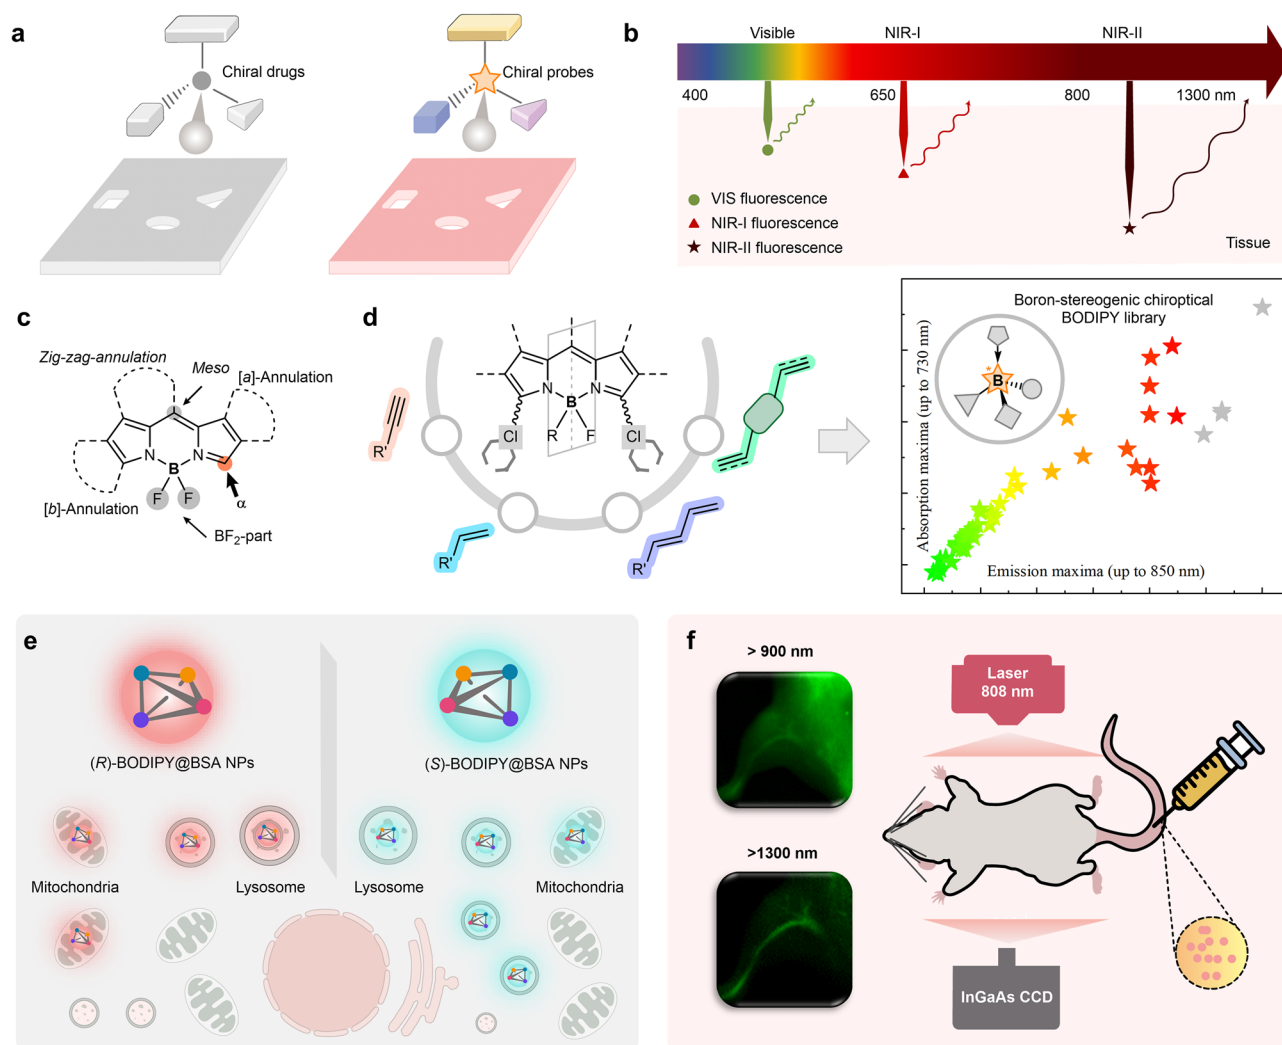 a
Chiral drugs
Chiral probes
b
Visible
NIR-I
NIR-II
400
650
800
1300 nm
VIS fluorescence
NIR-I fluorescence
NIR-II fluorescence
Tissue
c
Zig-zag-annulation
Meso
[a]-Annulation
N
N
B
F
F
α
[b]-Annulation
BF₂-part
d
N
N
B
R
F
Cl
Cl
R'
R'
R'
Boron-stereogenic chiroptical
BODIPY library
*
B
Absorption maxima (up to 730 nm)
Emission maxima (up to 850 nm)
e
(R)-BODIPY@BSA NPs
(S)-BODIPY@BSA NPs
Mitochondria
Lysosome
Lysosome
Mitochondria
f
> 900 nm
>1300 nm
Laser
808 nm
InGaAs CCD